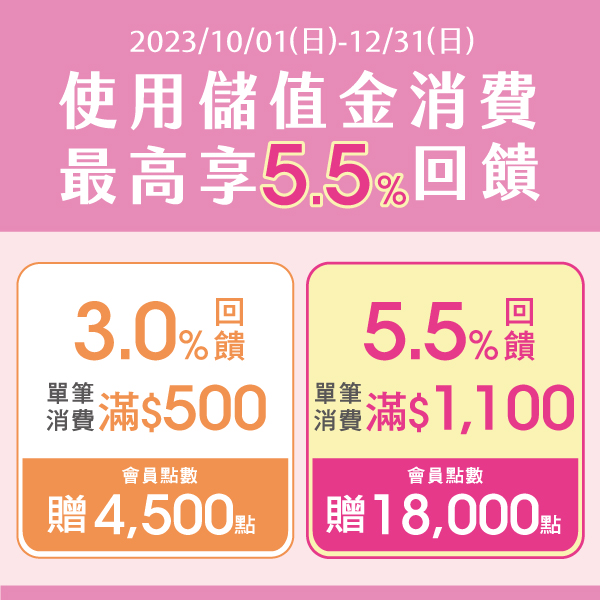 2023/10/01(日)-12/31(日)
使用儲值金消費
最高享5.5%回饋
3.0%回饋
單筆消費滿$500
會員點數
贈4,500點
5.5%回饋
單筆消費滿$1,100
會員點數
贈18,000點